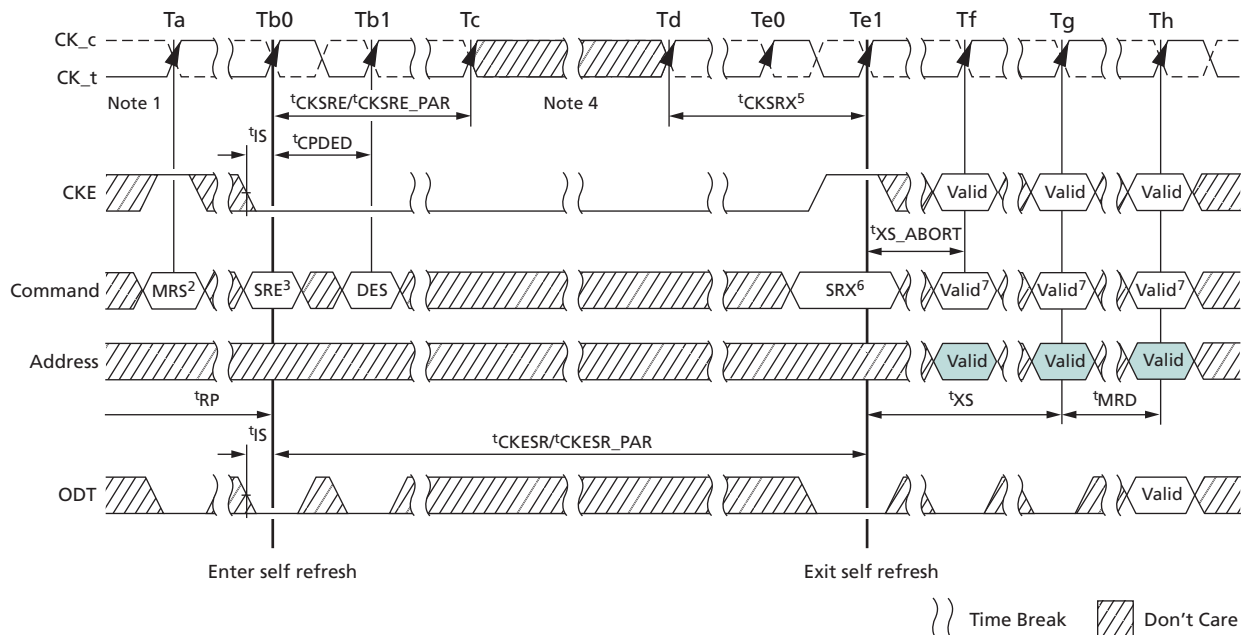 Ta Tb0 Tb1 Tc Td Te0 Te1 Tf Tg Th
CK_c
CK_t
Note 1 tCKSRE/tCKSRE_PAR Note 4 tCKSRX5
tIS tCPDED
CKE Valid Valid Valid
tXS_ABORT
Command MRS2 SRE3 DES SRX6 Valid7 Valid7 Valid7
Address Valid Valid Valid
tRP tXS tMRD
tIS tCKESR/tCKESR_PAR
ODT Valid
Enter self refresh Exit self refresh
Time Break Don't Care